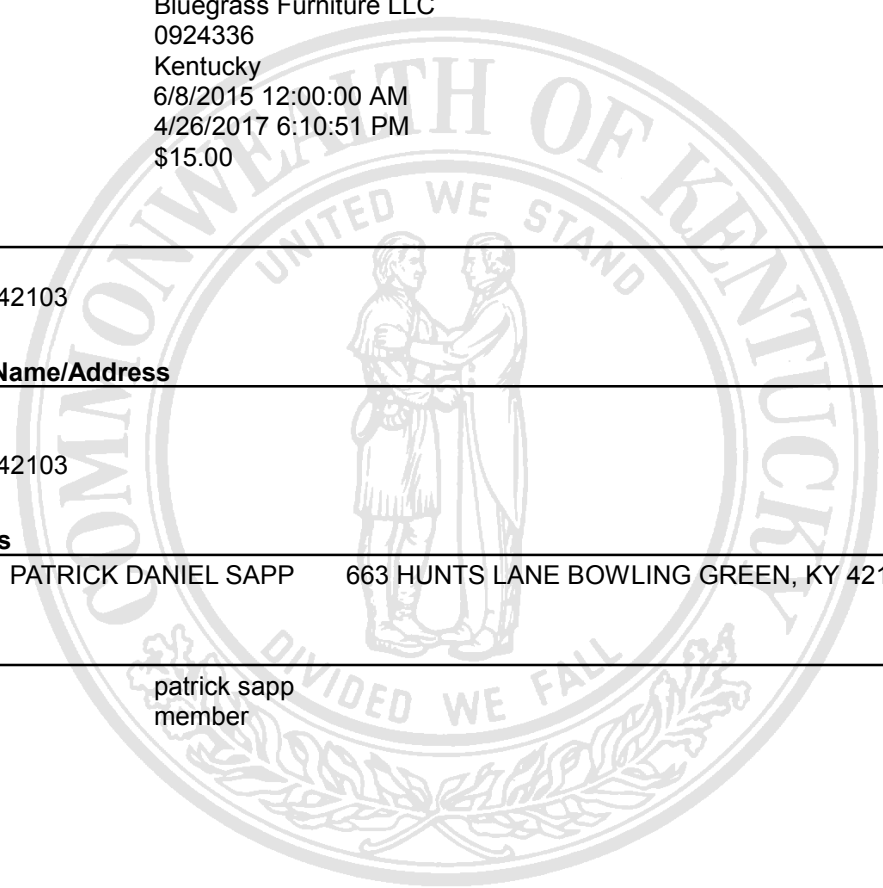 Bluegrass Furniture LLC
0924336
Kentucky
6/8/2015 12:00:00 AM
4/26/2017 6:10:51 PM
$15.00
42103
Name/Address
42103
s
PATRICK DANIEL SAPP 663 HUNTS LANE BOWLING GREEN, KY 421
patrick sapp
member
COMMONWEALTH OF KENTUCKY
UNITED WE STAND
DIVIDED WE FALL